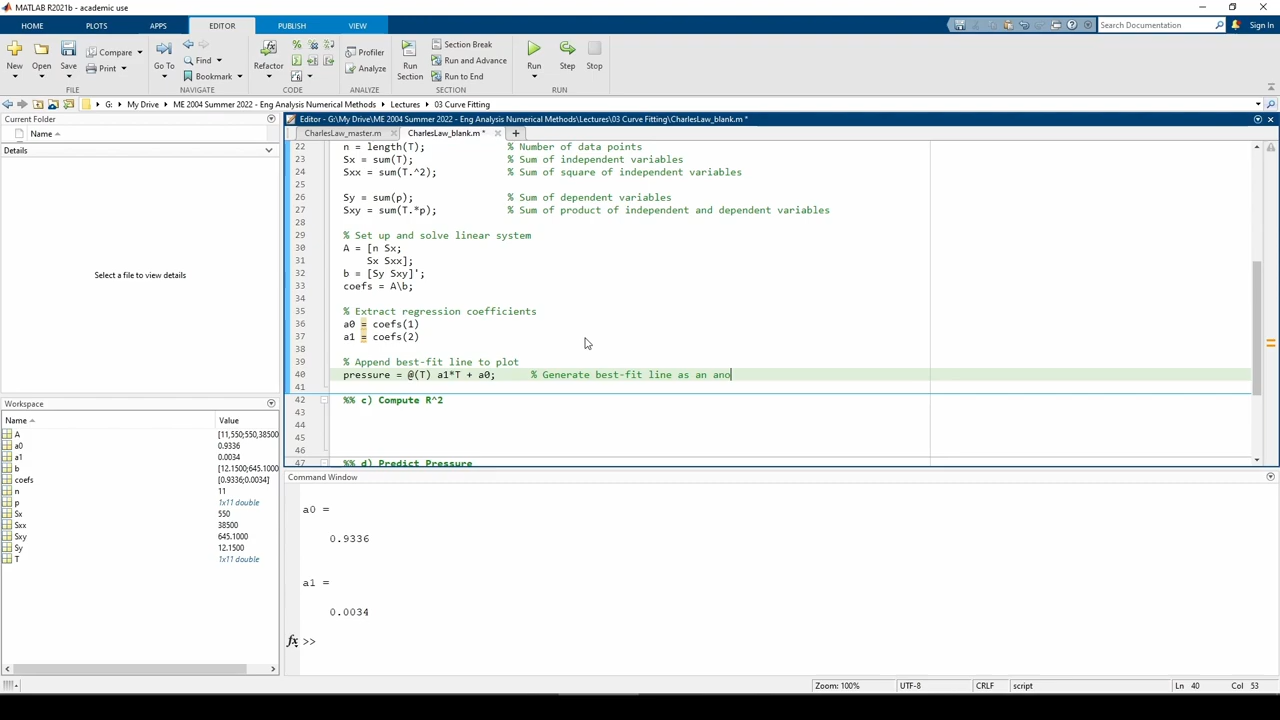 MATLAB R2021b - academic use
HOME PLOTS APPS EDITOR PUBLISH VIEW
Search Documentation
Sign In
New Open Save
Compare
Print
FILE
Go To
Find
Bookmark
NAVIGATE
Refactor
CODE
Profiler
Analyze
ANALYZE
Run Section
Section Break
Run and Advance
Run to End
SECTION
Run Step Stop
RUN
G: My Drive ME 2004 Summer 2022 - Eng Analysis Numerical Methods Lectures 03 Curve Fitting
Current Folder
Name
Details
Select a file to view details
Workspace
Name Value
A [11,550;550,38500
a0 0.9336
a1 0.0034
b [12.1500;645.1000
coefs [0.9336;0.0034]
n 11
p 1x11 double
Sx 550
Sxx 38500
Sxy 645.1000
Sy 12.1500
T 1x11 double
Editor - G:\My Drive\ME 2004 Summer 2022 - Eng Analysis Numerical Methods\Lectures\03 Curve Fitting\CharlesLaw_blank.m *
CharlesLaw_master.m CharlesLaw_blank.m *
22 n = length(T); % Number of data points
23 Sx = sum(T); % Sum of independent variables
24 Sxx = sum(T.^2); % Sum of square of independent variables
25
26 Sy = sum(p); % Sum of dependent variables
27 Sxy = sum(T.*p); % Sum of product of independent and dependent variables
28
29 % Set up and solve linear system
30 A = [n Sx;
31 Sx Sxx];
32 b = [Sy Sxy]';
33 coefs = A\b;
34
35 % Extract regression coefficients
36 a0 = coefs(1)
37 a1 = coefs(2)
38
39 % Append best-fit line to plot
40 pressure = @(T) a1*T + a0; % Generate best-fit line as an ano
41
42 %% c) Compute R^2
43
44
45
46
47 %% d) Predict Pressure
Command Window
a0 =
0.9336
a1 =
0.0034
fx >>
Zoom: 100% UTF-8 CRLF script Ln 40 Col 53